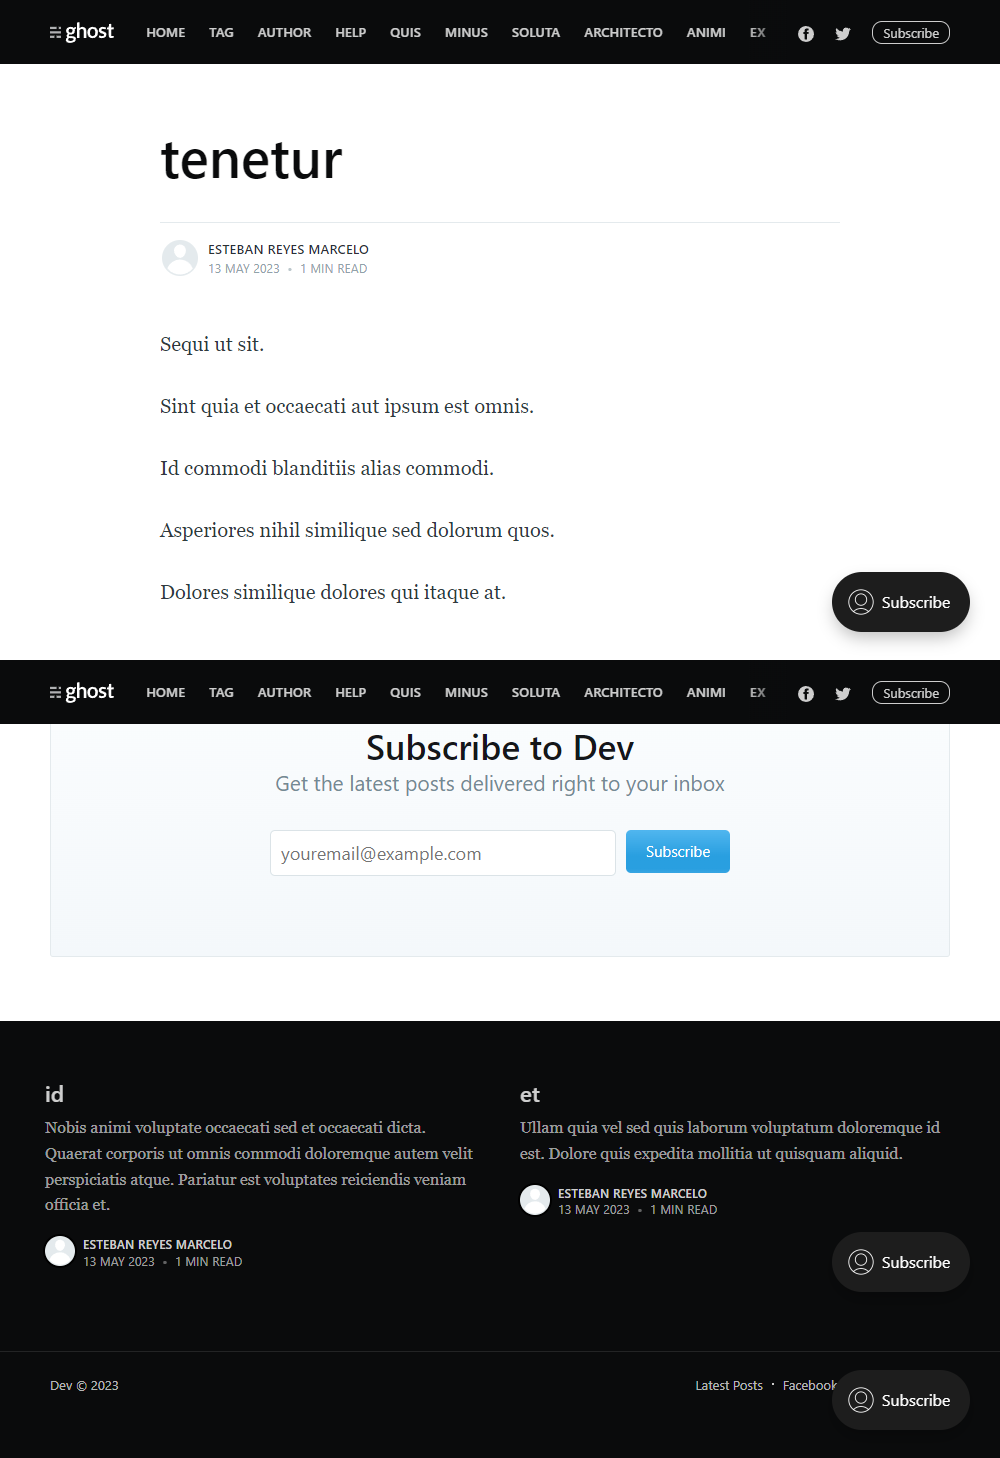 ghost HOME TAG AUTHOR HELP QUIS MINUS SOLUTA ARCHITECTO ANIMI EX Subscribe
tenetur
ESTEBAN REYES MARCELO
13 MAY 2023 • 1 MIN READ
Sequi ut sit.
Sint quia et occaecati aut ipsum est omnis.
Id commodi blanditiis alias commodi.
Asperiores nihil similique sed dolorum quos.
Dolores similique dolores qui itaque at.
Subscribe
ghost HOME TAG AUTHOR HELP QUIS MINUS SOLUTA ARCHITECTO ANIMI EX Subscribe
Subscribe to Dev
Get the latest posts delivered right to your inbox
youremail@example.com Subscribe
id
Nobis animi voluptate occaecati sed et occaecati dicta.
Quaerat corporis ut omnis commodi doloremque autem velit
perspiciatis atque. Pariatur est voluptates reiciendis veniam
officia et.
ESTEBAN REYES MARCELO
13 MAY 2023 • 1 MIN READ
et
Ullam quia vel sed quis laborum voluptatum doloremque id
est. Dolore quis expedita mollitia ut quisquam aliquid.
ESTEBAN REYES MARCELO
13 MAY 2023 • 1 MIN READ
Subscribe
Dev © 2023
Latest Posts · Facebook
Subscribe